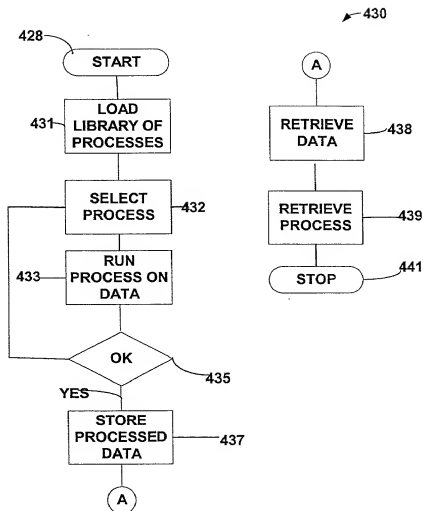 430
428
START
431
LOAD
LIBRARY OF
PROCESSES
SELECT
PROCESS
432
433
RUN
PROCESS ON
DATA
OK
435
YES
STORE
PROCESSED
DATA
437
A
A
RETRIEVE
DATA
438
RETRIEVE
PROCESS
439
STOP
441